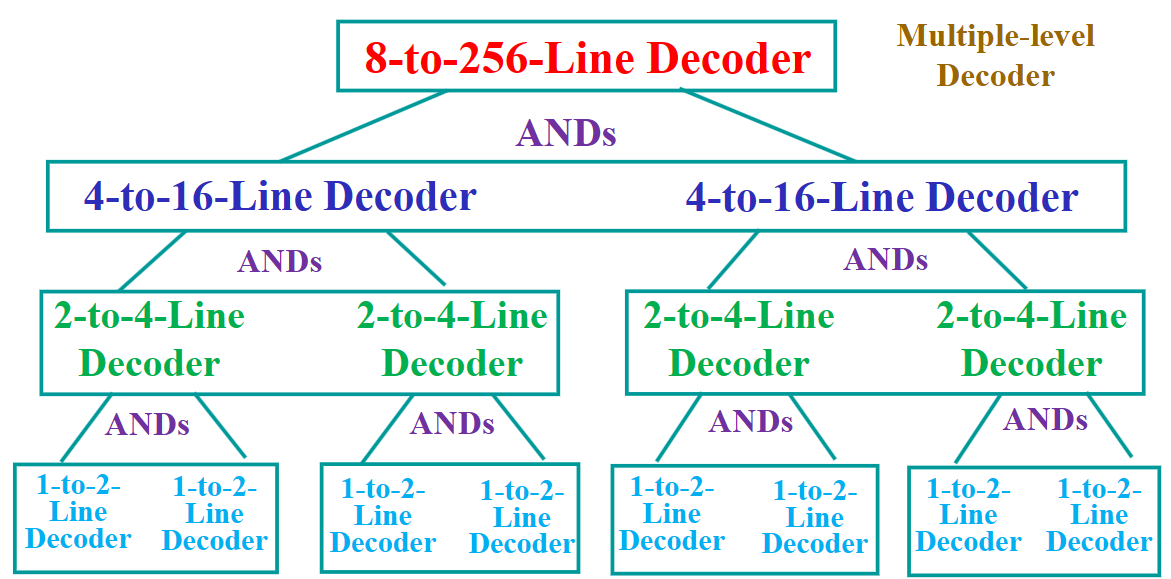 8-to-256-Line Decoder
Multiple-level
Decoder
ANDs
4-to-16-Line Decoder
4-to-16-Line Decoder
ANDs
ANDs
2-to-4-Line
Decoder
2-to-4-Line
Decoder
2-to-4-Line
Decoder
2-to-4-Line
Decoder
ANDs
ANDs
ANDs
ANDs
1-to-2-
Line
Decoder
1-to-2-
Line
Decoder
1-to-2-
Line
Decoder
1-to-2-
Line
Decoder
1-to-2-
Line
Decoder
1-to-2-
Line
Decoder
1-to-2-
Line
Decoder
1-to-2-
Line
Decoder